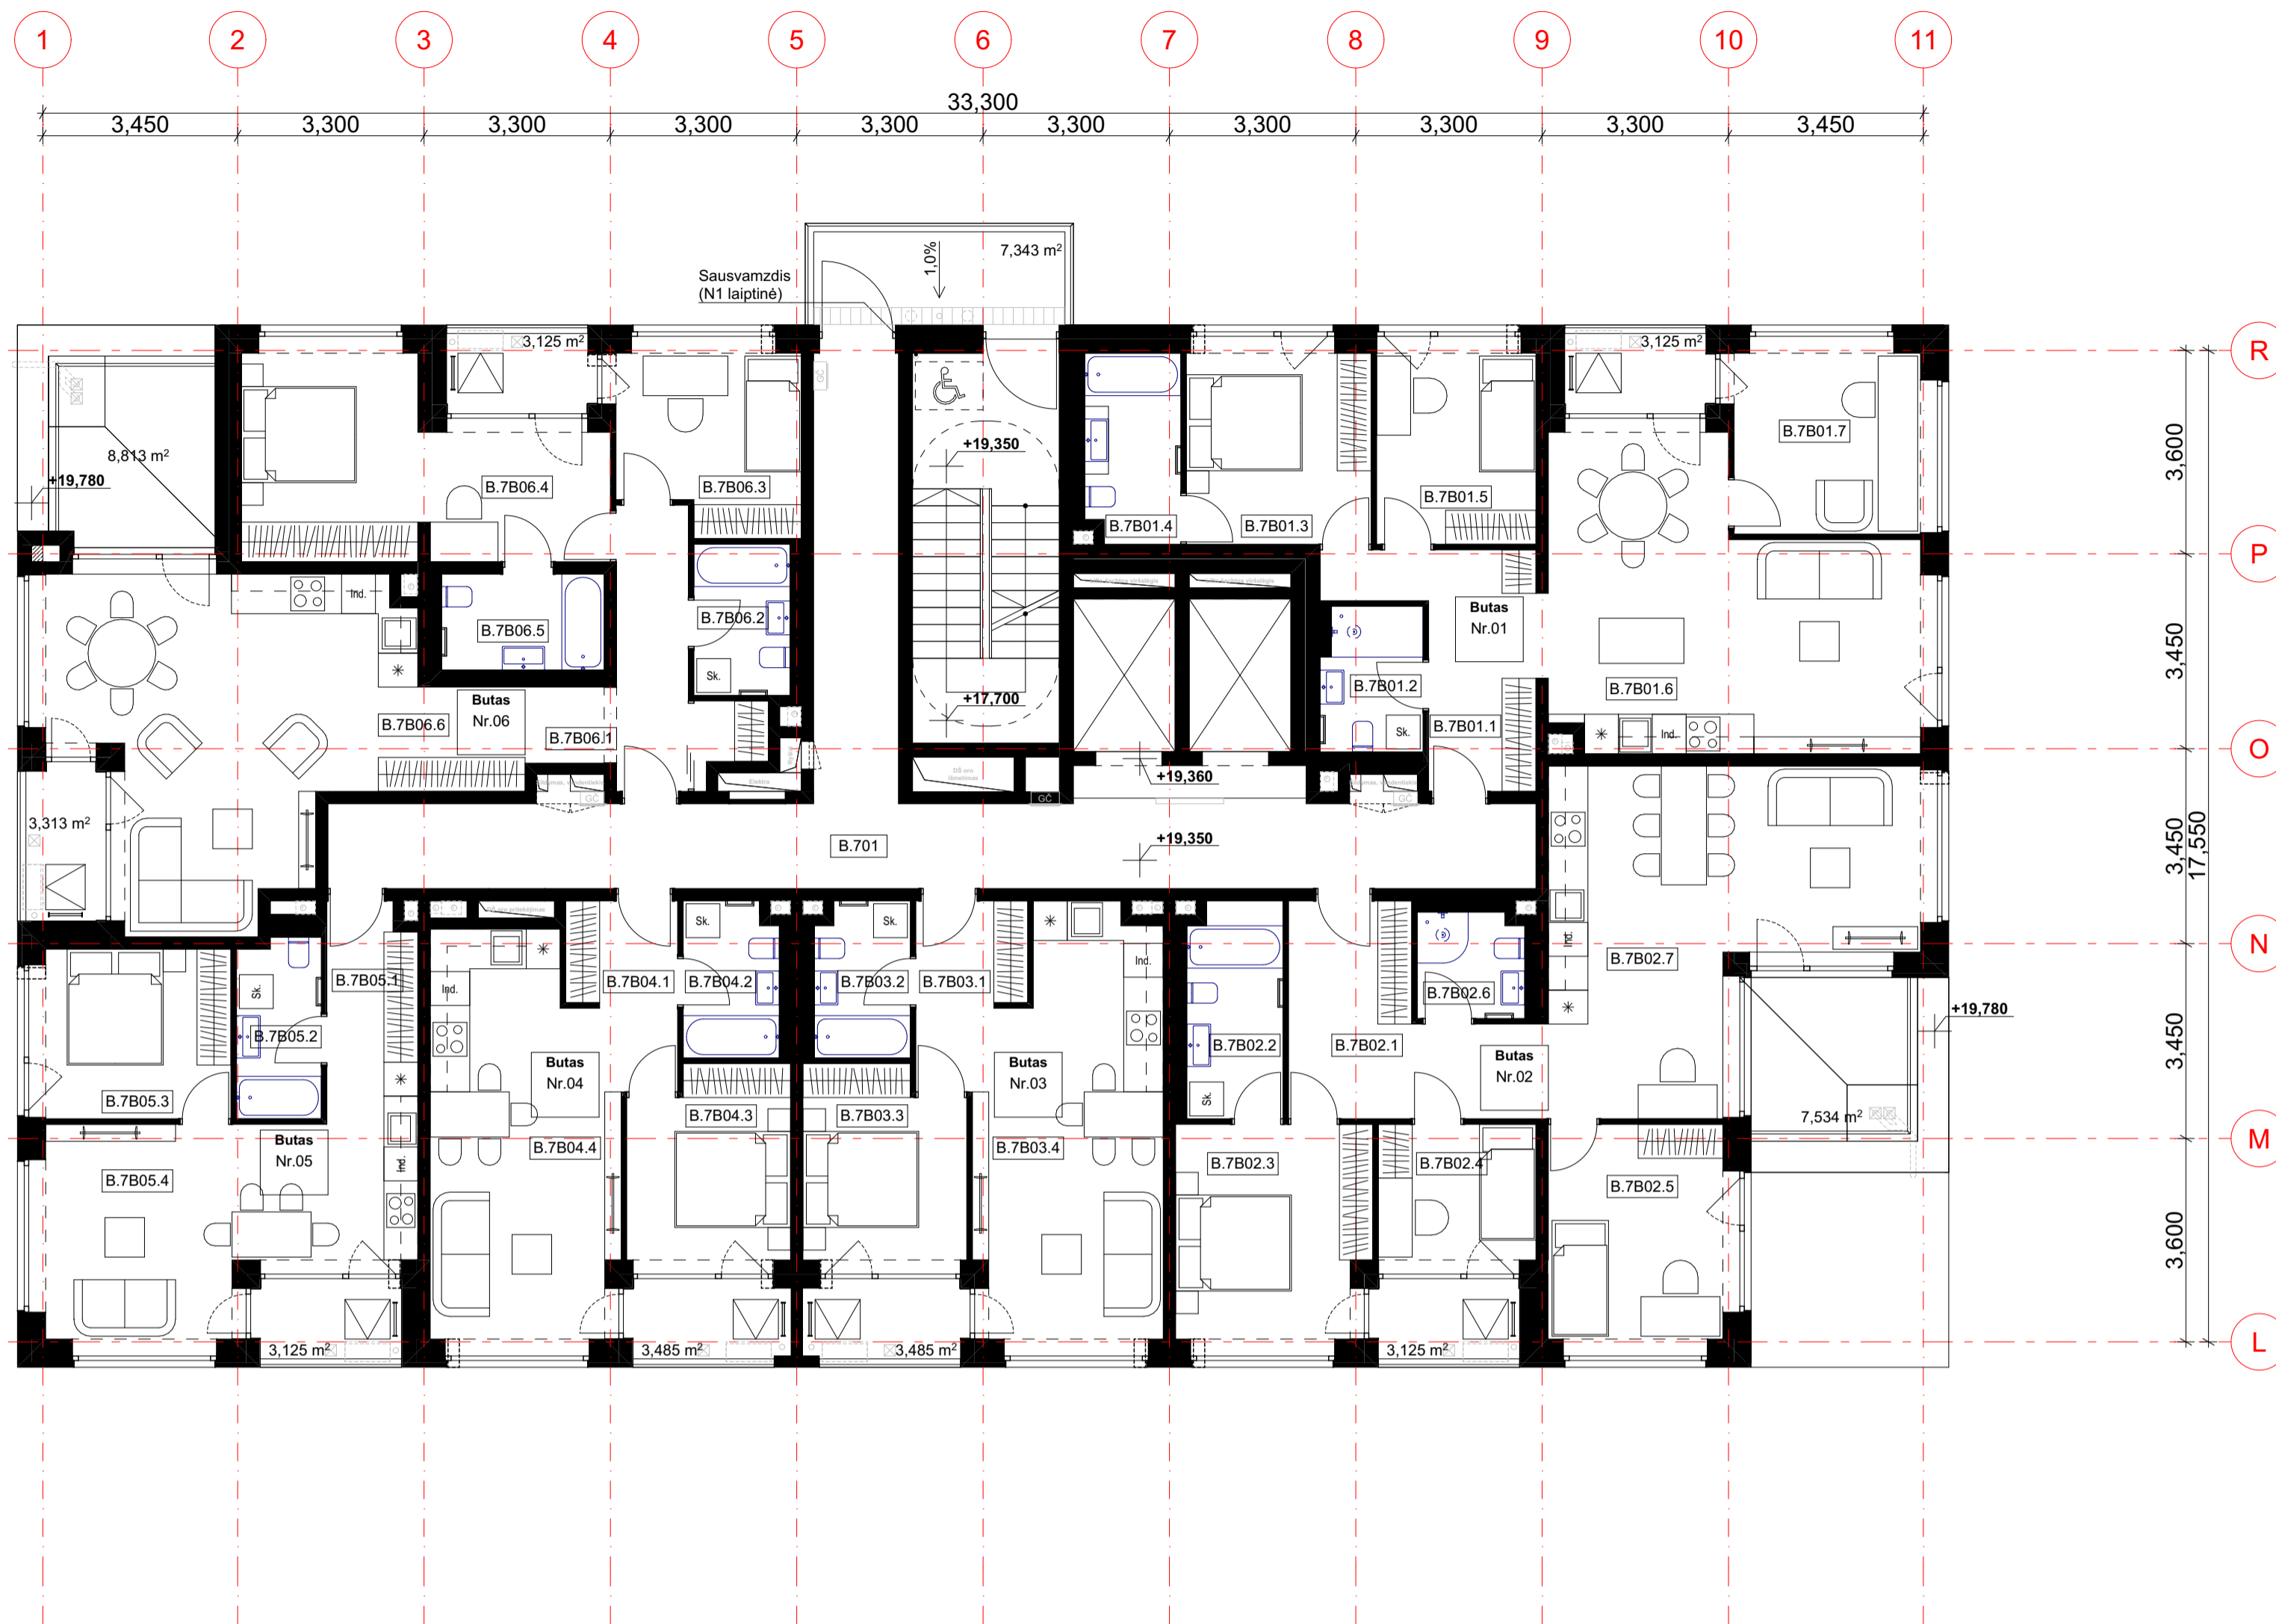 1 2 3 4 5 6 7 8 9 10 11
33,300
3,450 3,300 3,300 3,300 3,300 3,300 3,300 3,300 3,300 3,450
1,0%
7,343 m²
Sausvamzdis
(N1 laiptinė)
3,125 m²
3,125 m²
R
GČ
+19,350
B.7B01.7
3,600
8,813 m²
+19,780
B.7B06.4
B.7B06.3
B.7B01.5
B.7B01.4
B.7B01.3
P
Ind.
Butas
Nr.01
B.7B06.2
B.7B06.5
3,450
Sk.
B.7B01.2
B.7B01.6
Butas
Nr.06
+17,700
B.7B06.6
B.7B01.1
Sk.
Ind.
B.7B06.1
O
+19,360
Elektra
GČ
GČ
GČ
3,313 m²
B.701
+19,350
3,450
17,550
Sk.
Sk.
N
Ind.
B.7B05.1
B.7B04.1
B.7B04.2
B.7B03.2
B.7B03.1
Ind.
B.7B02.7
Ind.
Sk.
B.7B02.6
+19,780
B.7B05.2
B.7B02.2
B.7B02.1
3,450
Butas
Nr.04
Butas
Nr.03
Butas
Nr.02
B.7B05.3
Sk.
B.7B04.3
B.7B03.3
7,534 m²
M
Butas
Nr.05
Ind.
B.7B04.4
B.7B03.4
B.7B02.3
B.7B02.4
B.7B05.4
B.7B02.5
3,600
L
3,125 m²
3,485 m²
3,485 m²
3,125 m²